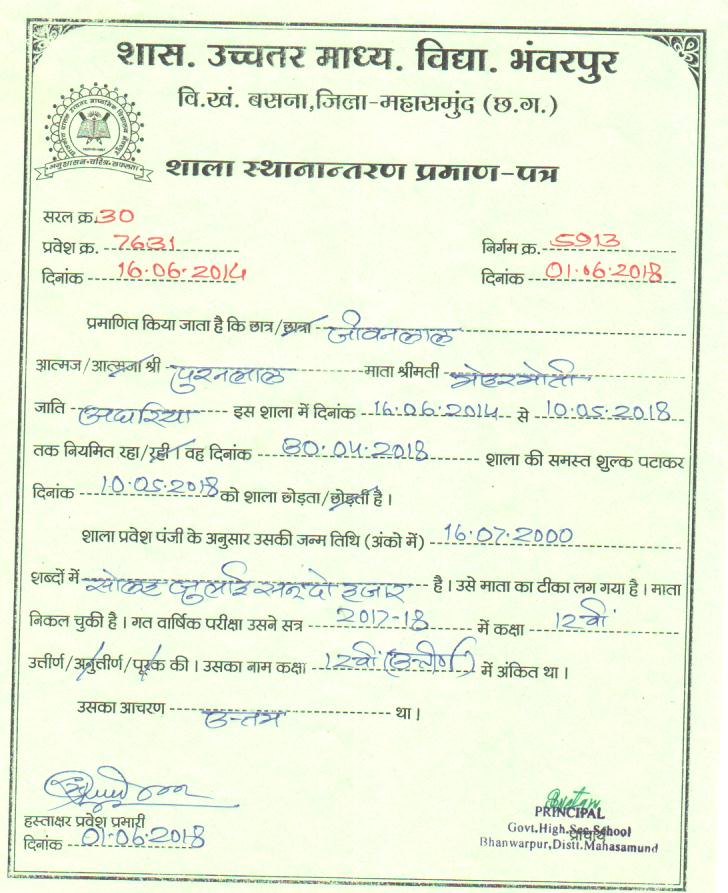 शास. उच्चतर माध्य. विद्या. भंवरपुर
वि.खं. बसना,जिला-महासमुंद (छ.ग.)
अनुशासन-चरित्र-सफलता
शाला स्थानान्तरण प्रमाण-पत्र
सरल क्र. 30
प्रवेश क्र. 7631 निर्गम क्र. 5913
दिनांक 16.06.2014 दिनांक 01.06.2018
प्रमाणित किया जाता है कि छात्र/छात्रा जीवनलाल
आत्मज/आत्मजा श्री पुरनलाल माता श्रीमती
जाति अघरिया इस शाला में दिनांक 16.06.2014 से 10.05.2018
तक नियमित रहा/रही । वह दिनांक 30.04.2018 शाला की समस्त शुल्क पटाकर
दिनांक 10.05.2018 को शाला छोड़ता/छोड़ती है ।
शाला प्रवेश पंजी के अनुसार उसकी जन्म तिथि (अंको में) 16.07.2000
शब्दों में सोलह जुलाई सन् दो हजार है । उसे माता का टीका लग गया है । माता
निकल चुकी है । गत वार्षिक परीक्षा उसने सत्र 2017-18 में कक्षा 12वीं
उत्तीर्ण/अनुतीर्ण/पूरक की । उसका नाम कक्षा 12वीं (उत्तीर्ण) में अंकित था ।
उसका आचरण उत्तम था ।
हस्ताक्षर प्रवेश प्रभारी
दिनांक 01.06.2018
PRINCIPAL
प्राचार्य
Govt.High.Sec.School
Bhanwarpur,Distt.Mahasamund